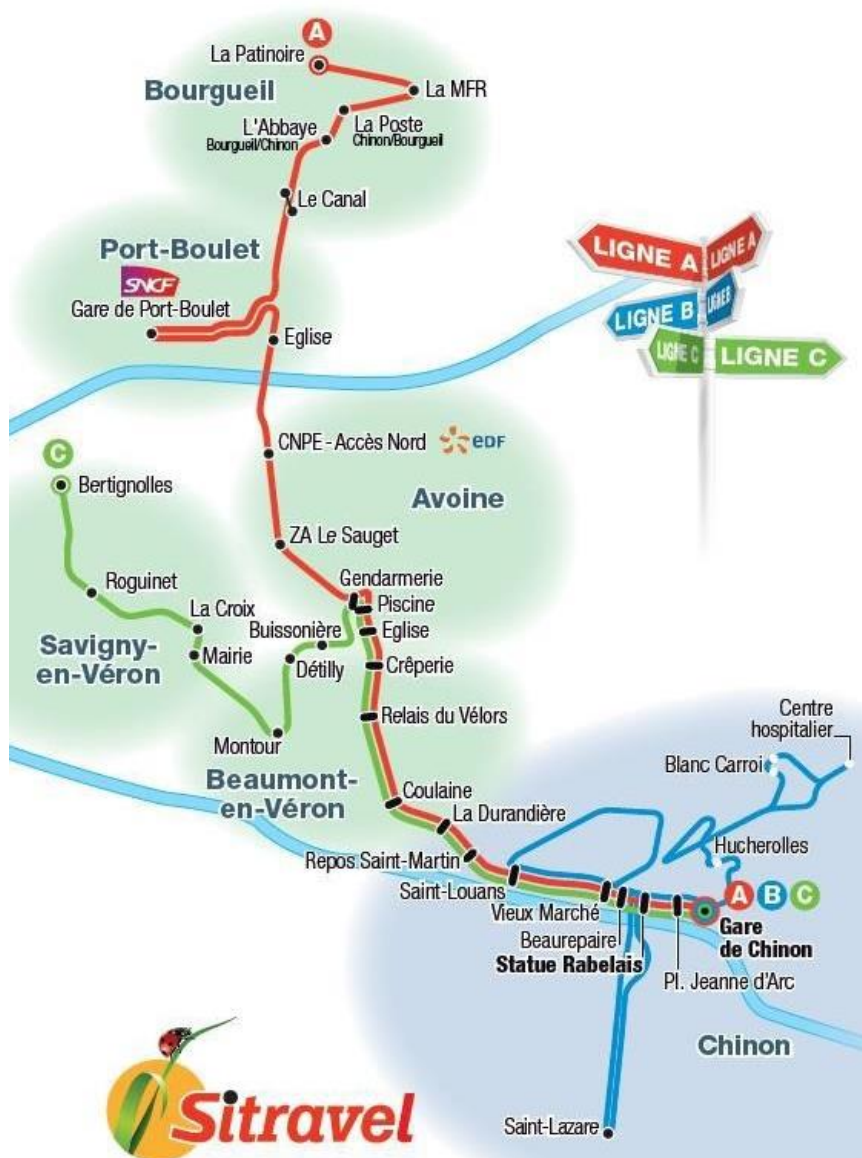 A
La Patinoire
Bourgueil
La MFR
L'Abbaye
Bourgueil/Chinon
La Poste
Chinon/Bourgueil
Le Canal
Port-Boulet
SNCF
Gare de Port-Boulet
Eglise
LIGNE A
LIGNE A
LIGNE B
LIGNE B
LIGNE C
LIGNE C
CNPE - Accès Nord
eDF
C
Bertignolles
Avoine
ZA Le Sauget
Gendarmerie
Piscine
Roguinet
La Croix
Buissonière
Eglise
Savigny-
en-Véron
Mairie
Détilly
Crêperie
Relais du Vélors
Montour
Beaumont-
en-Véron
Centre
hospitalier
Blanc Carroi
Coulaine
La Durandière
Hucherolles
Repos Saint-Martin
Saint-Louans
Vieux Marché
A B C
Beaurepaire
Gare
de Chinon
Statue Rabelais
Pl. Jeanne d'Arc
Chinon
Sitravel
Saint-Lazare